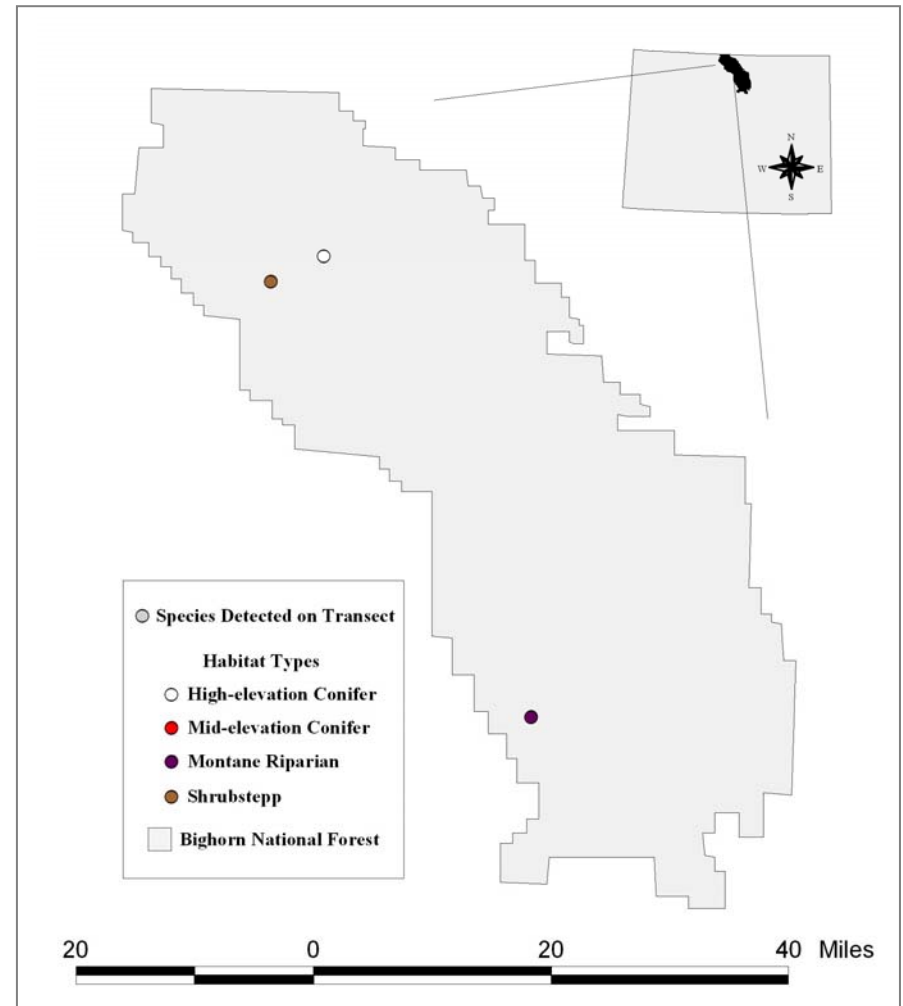 N
W E
S
Species Detected on Transect
Habitat Types
High-elevation Conifer
Mid-elevation Conifer
Montane Riparian
Shrubstepp
Bighorn National Forest
20 0 20 40 Miles